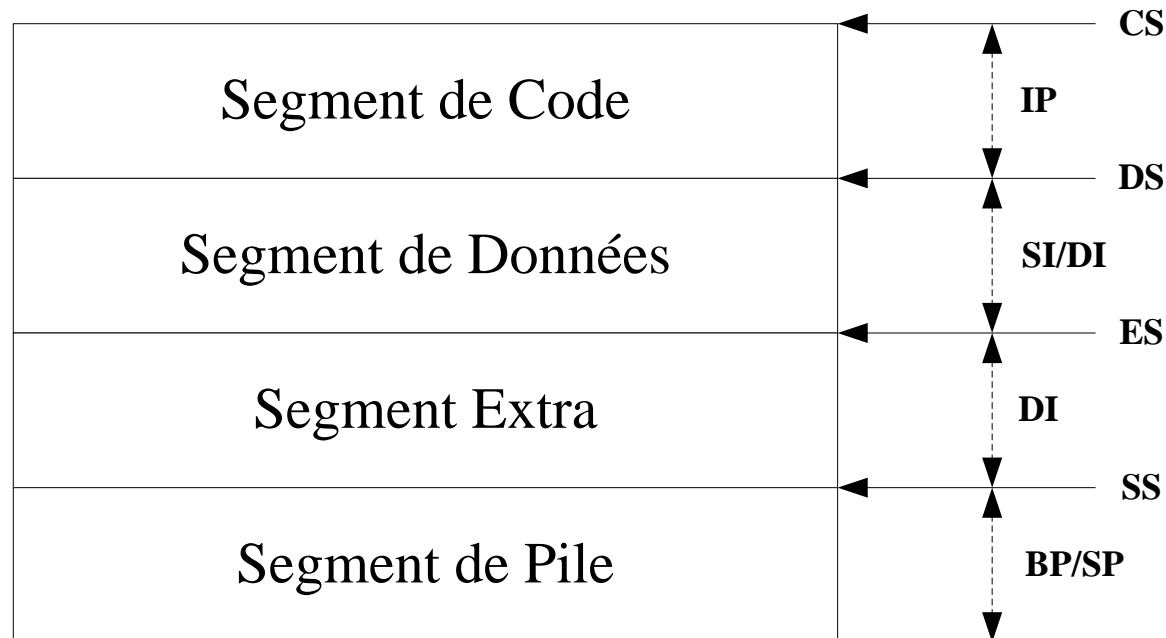 CS
Segment de Code
IP
DS
Segment de Données
SI/DI
ES
Segment Extra
DI
SS
Segment de Pile
BP/SP